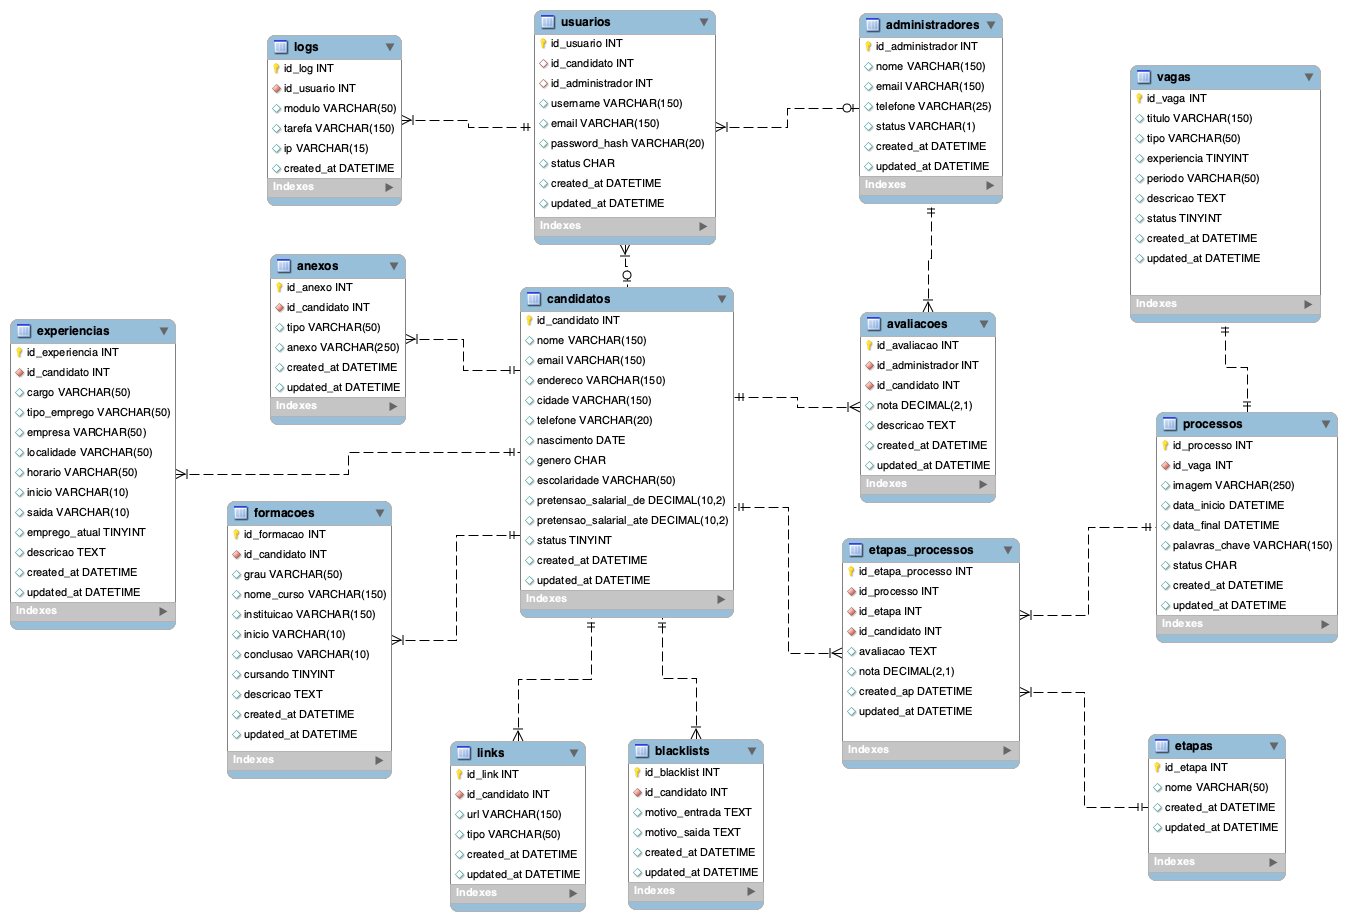 logs
id_log INT
id_usuario INT
modulo VARCHAR(50)
tarefa VARCHAR(150)
ip VARCHAR(15)
created_at DATETIME
Indexes
usuarios
id_usuario INT
id_candidato INT
id_administrador INT
username VARCHAR(150)
email VARCHAR(150)
password_hash VARCHAR(20)
status CHAR
created_at DATETIME
updated_at DATETIME
Indexes
administradores
id_administrador INT
nome VARCHAR(150)
email VARCHAR(150)
telefone VARCHAR(25)
status VARCHAR(1)
created_at DATETIME
updated_at DATETIME
Indexes
vagas
id_vaga INT
titulo VARCHAR(150)
tipo VARCHAR(50)
experiencia TINYINT
periodo VARCHAR(50)
descricao TEXT
status TINYINT
created_at DATETIME
updated_at DATETIME
Indexes
anexos
id_anexo INT
id_candidato INT
tipo VARCHAR(50)
anexo VARCHAR(250)
created_at DATETIME
updated_at DATETIME
Indexes
experiencias
id_experiencia INT
id_candidato INT
cargo VARCHAR(50)
tipo_emprego VARCHAR(50)
empresa VARCHAR(50)
localidade VARCHAR(50)
horario VARCHAR(50)
inicio VARCHAR(10)
saida VARCHAR(10)
emprego_atual TINYINT
descricao TEXT
created_at DATETIME
updated_at DATETIME
Indexes
candidatos
id_candidato INT
nome VARCHAR(150)
email VARCHAR(150)
endereco VARCHAR(150)
cidade VARCHAR(150)
telefone VARCHAR(20)
nascimento DATE
genero CHAR
escolaridade VARCHAR(50)
pretensao_salarial_de DECIMAL(10,2)
pretensao_salarial_ate DECIMAL(10,2)
status TINYINT
created_at DATETIME
updated_at DATETIME
Indexes
avaliacoes
id_avaliacao INT
id_administrador INT
id_candidato INT
nota DECIMAL(2,1)
descricao TEXT
created_at DATETIME
updated_at DATETIME
Indexes
processos
id_processo INT
id_vaga INT
imagem VARCHAR(250)
data_inicio DATETIME
data_final DATETIME
palavras_chave VARCHAR(150)
status CHAR
created_at DATETIME
updated_at DATETIME
Indexes
formacoes
id_formacao INT
id_candidato INT
grau VARCHAR(50)
nome_curso VARCHAR(150)
instituicao VARCHAR(150)
inicio VARCHAR(10)
conclusao VARCHAR(10)
cursando TINYINT
descricao TEXT
created_at DATETIME
updated_at DATETIME
Indexes
etapas_processos
id_etapa_processo INT
id_processo INT
id_etapa INT
id_candidato INT
avaliacao TEXT
nota DECIMAL(2,1)
created_ap DATETIME
updated_at DATETIME
Indexes
links
id_link INT
id_candidato INT
url VARCHAR(150)
tipo VARCHAR(50)
created_at DATETIME
updated_at DATETIME
Indexes
blacklists
id_blacklist INT
id_candidato INT
motivo_entrada TEXT
motivo_saida TEXT
created_at DATETIME
updated_at DATETIME
Indexes
etapas
id_etapa INT
nome VARCHAR(50)
created_at DATETIME
updated_at DATETIME
Indexes